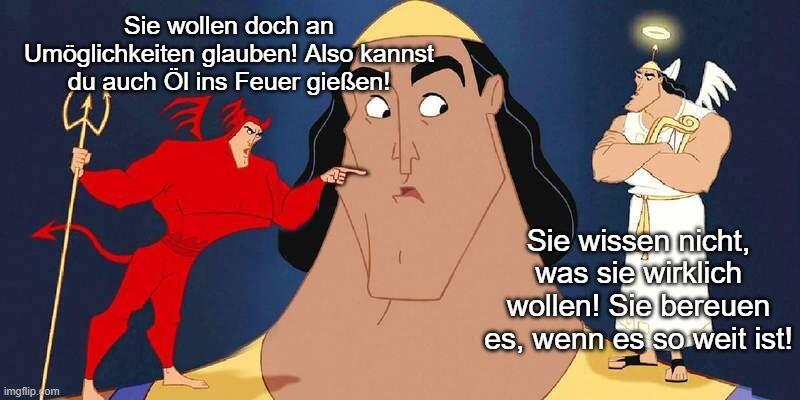 Sie wollen doch an
Umöglichkeiten glauben! Also kannst
du auch Öl ins Feuer gießen!
Sie wissen nicht,
was sie wirklich
wollen! Sie bereuen
es, wenn es so weit ist!
imgflip.com